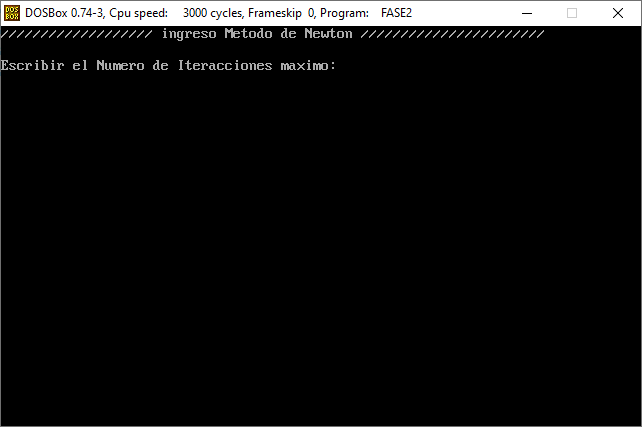 DOSBox 0.74-3, Cpu speed: 3000 cycles, Frameskip 0, Program: FASE2
/////////////////// ingreso Metodo de Newton ///////////////////////
Escribir el Numero de Iteracciones maximo: